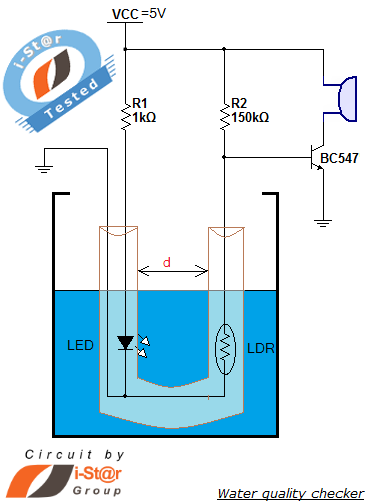 VCC =5V
i-St@r
Tested
R1
1kΩ
R2
150kΩ
BC547
d
LED
LDR
Circuit by
i-St@r
Group
Water quality checker